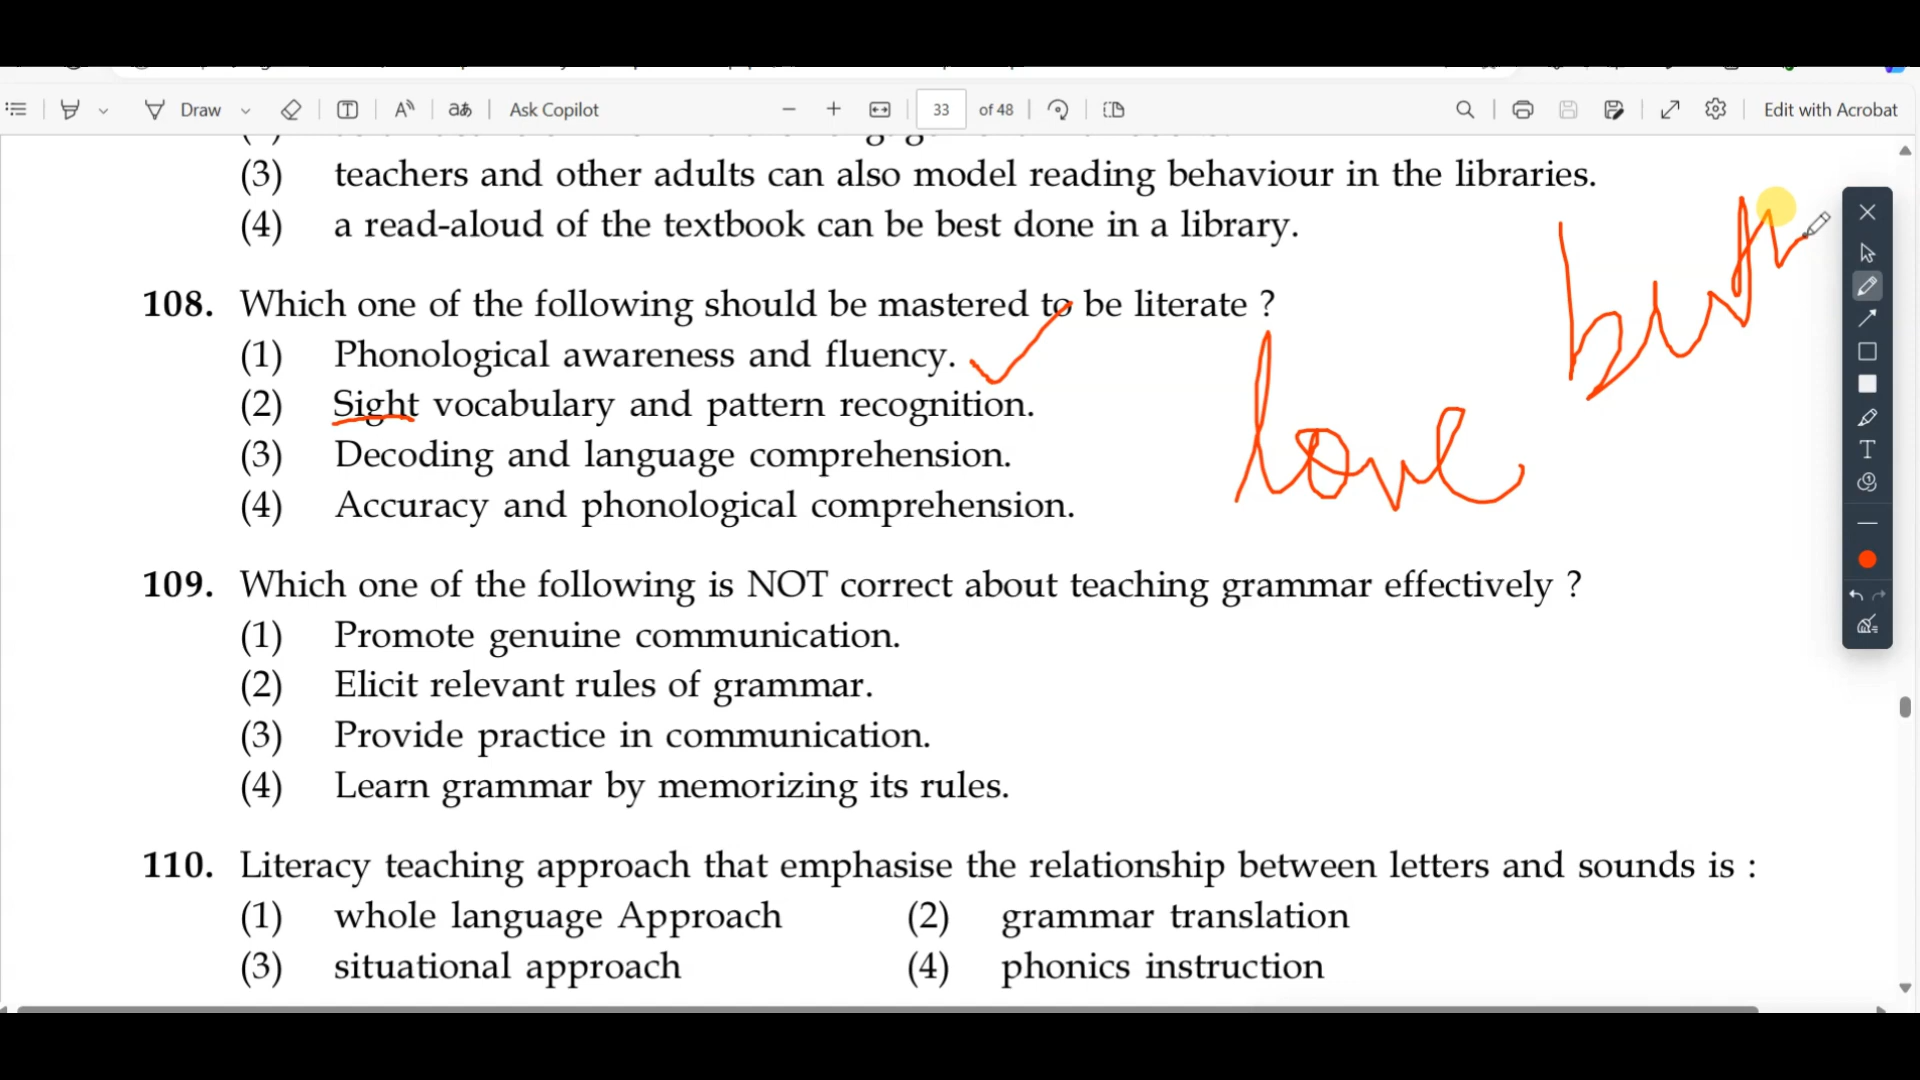 Draw
aあ
Ask Copilot
33 of 48
Edit with Acrobat
(3) teachers and other adults can also model reading behaviour in the libraries.
(4) a read-aloud of the textbook can be best done in a library.
108. Which one of the following should be mastered to be literate ?
(1) Phonological awareness and fluency.
(2) Sight vocabulary and pattern recognition.
(3) Decoding and language comprehension.
(4) Accuracy and phonological comprehension.
love
109. Which one of the following is NOT correct about teaching grammar effectively ?
(1) Promote genuine communication.
(2) Elicit relevant rules of grammar.
(3) Provide practice in communication.
(4) Learn grammar by memorizing its rules.
110. Literacy teaching approach that emphasise the relationship between letters and sounds is :
(1) whole language Approach (2) grammar translation
(3) situational approach (4) phonics instruction